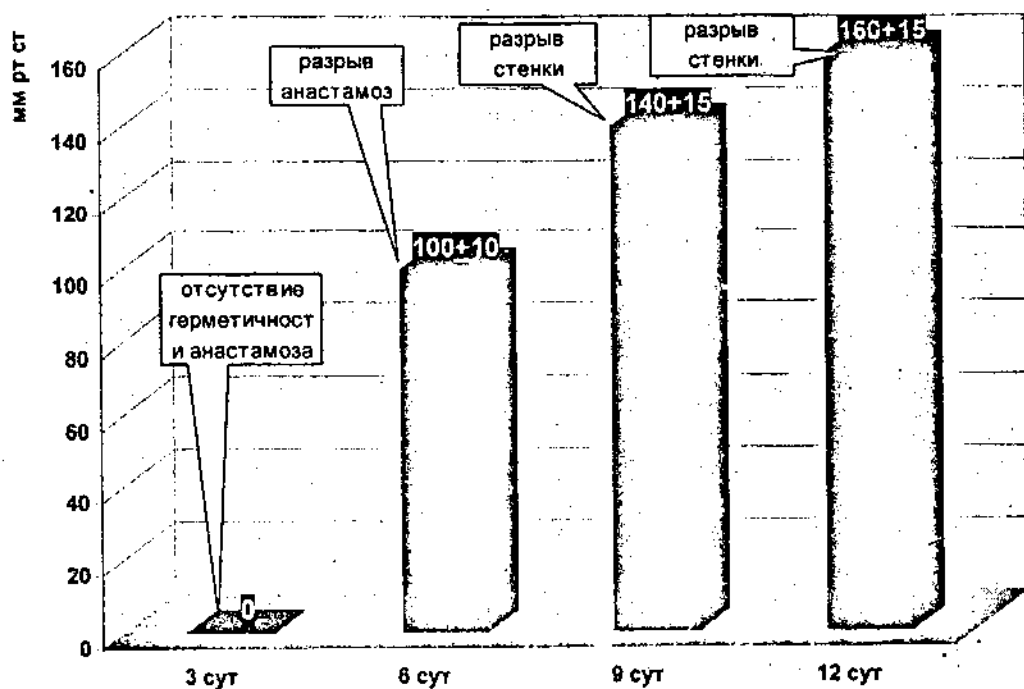 мм рт ст
160
140
120
100
80
60
40
20
0
отсутствие
герметичност
и анастамоза
разрыв
анастамоз
разрыв
стенки
разрыв
стенки
0
100+10
140+15
160+15
3 сут
6 сут
9 сут
12 сут